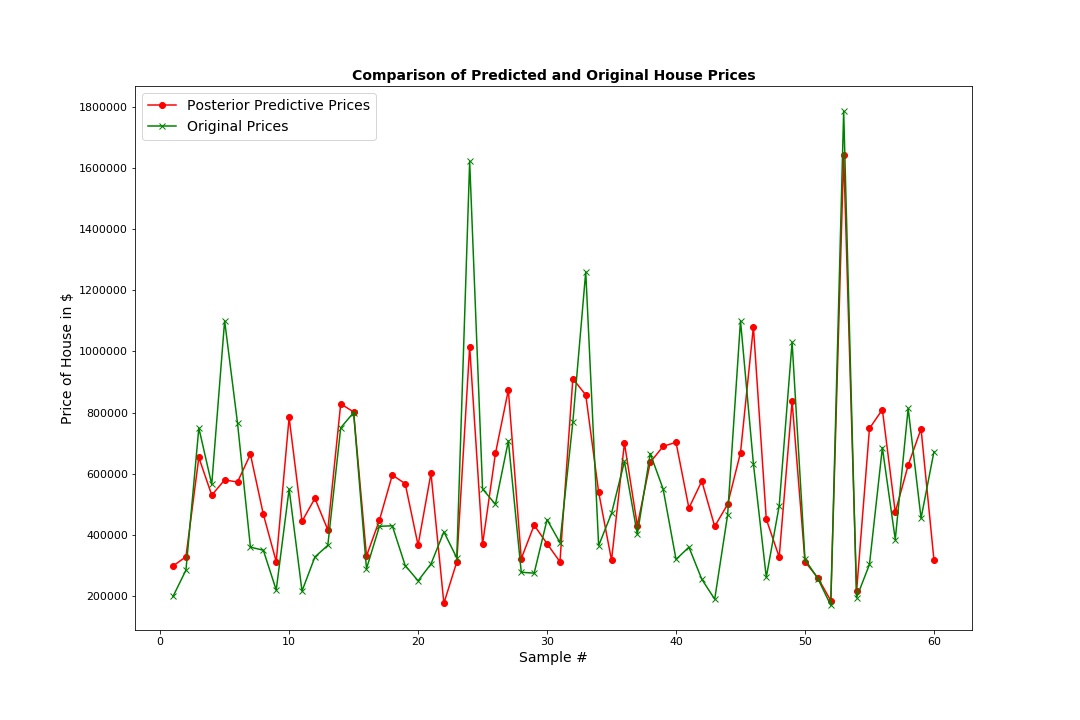 Comparison of Predicted and Original House Prices
Posterior Predictive Prices
Original Prices
1800000
1600000
1400000
1200000
1000000
800000
600000
400000
200000
Price of House in $
0 10 20 30 40 50 60
Sample #